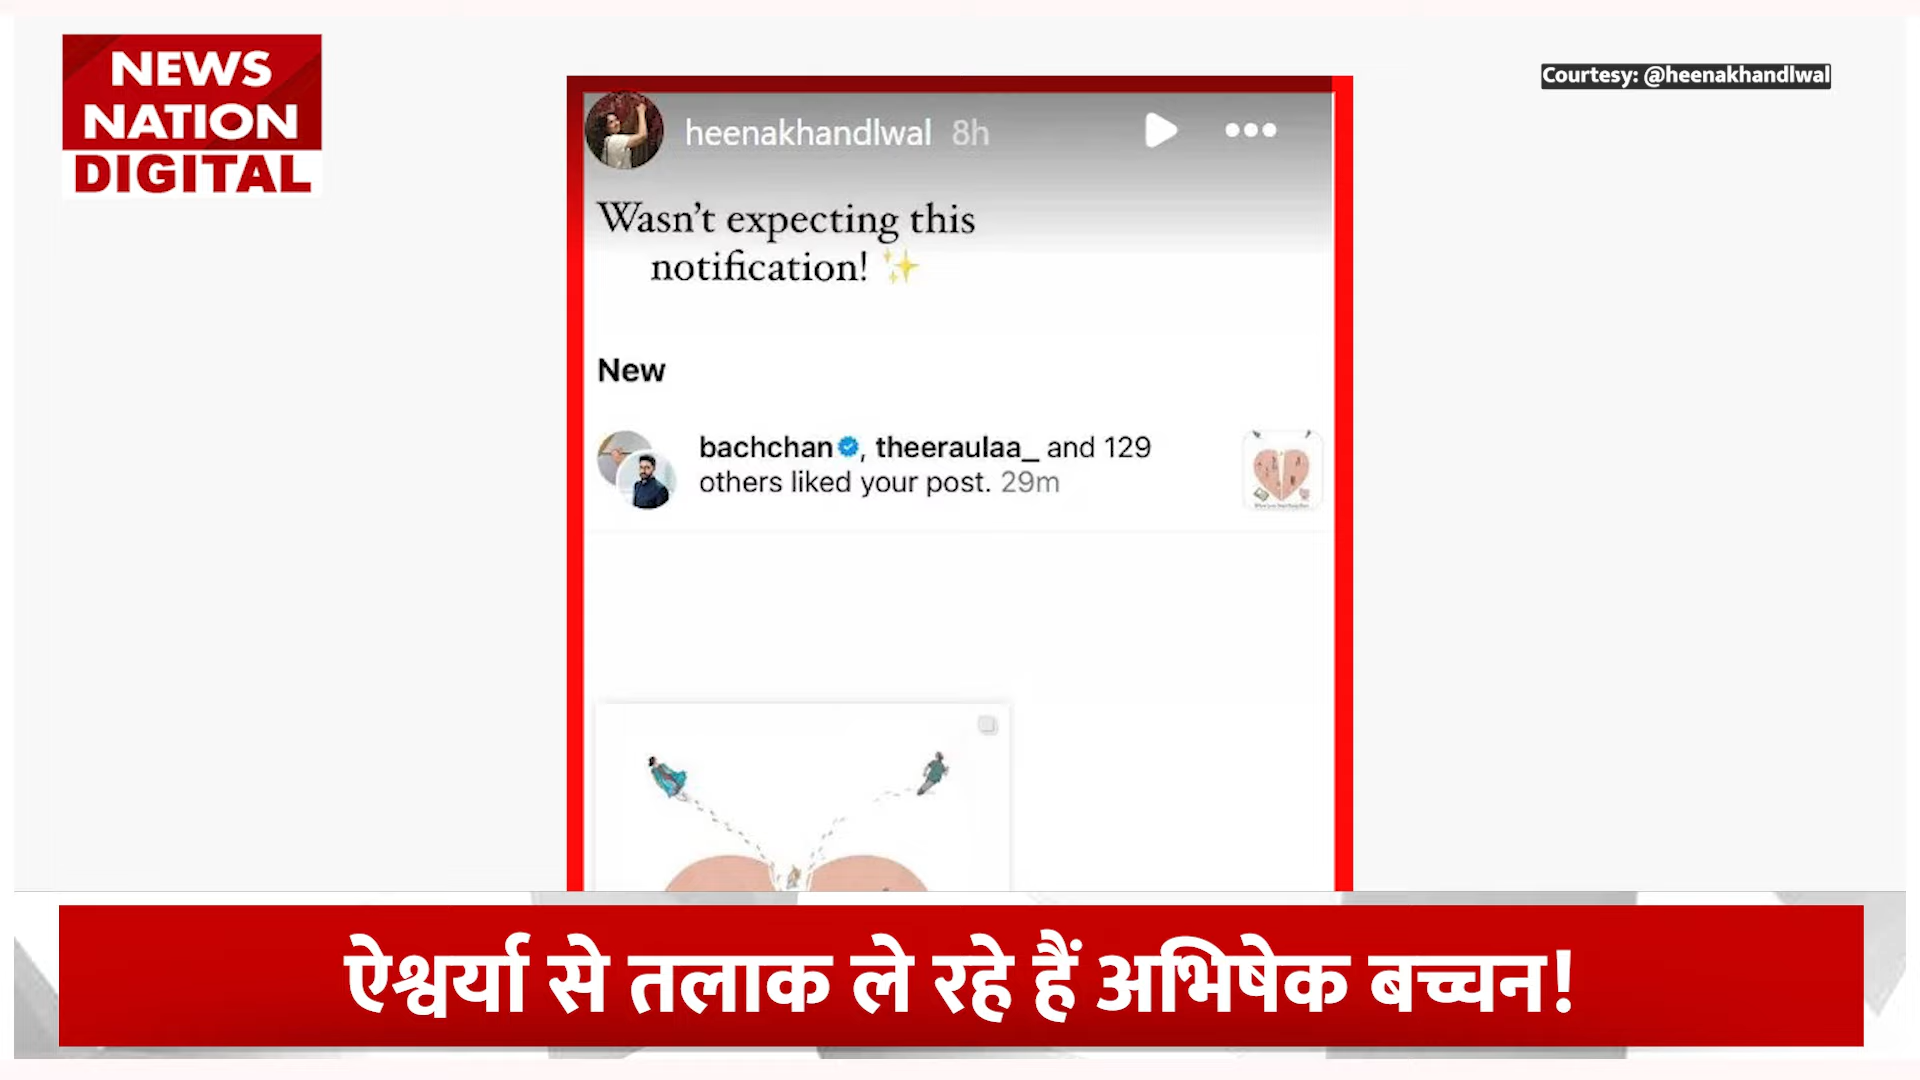 NEWS
NATION
DIGITAL
Courtesy: @heenakhandlwal
heenakhandlwal 8h
Wasn't expecting this
notification! ✨
New
bachchan, theeraulaa_ and 129
others liked your post. 29m
ऐश्वर्या से तलाक ले रहे हैं अभिषेक बच्चन!